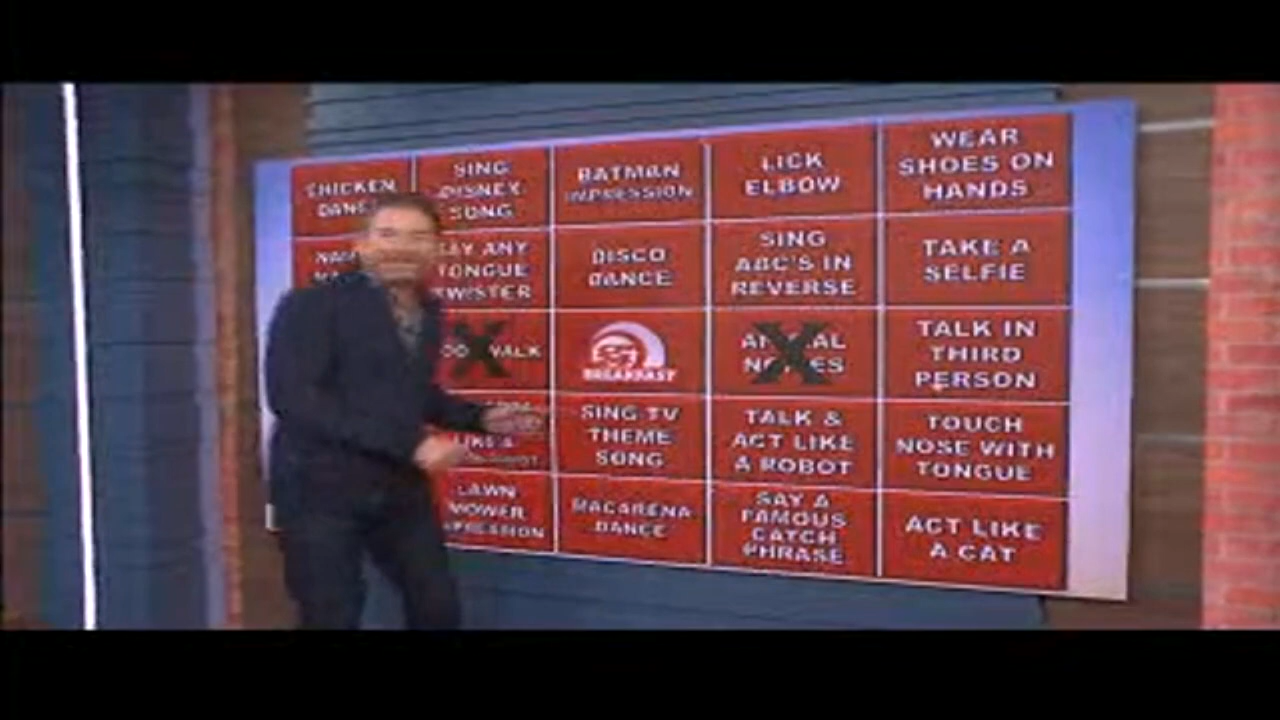 CHICKEN
DANCE
SING
DISNEY
SONG
BATMAN
IMPRESSION
LICK
ELBOW
WEAR
SHOES ON
HANDS
SAY ANY
TONGUE
TWISTER
DISCO
DANCE
SING
ABC'S IN
REVERSE
TAKE A
SELFIE
WALK
BREAKFAST
TALK IN
THIRD
PERSON
LIKE A
SING TV
THEME
SONG
TALK &
ACT LIKE
A ROBOT
TOUCH
NOSE WITH
TONGUE
LAWN
MOWER
IMPRESSION
MACARENA
DANCE
SAY A
FAMOUS
CATCH
PHRASE
ACT LIKE
A CAT